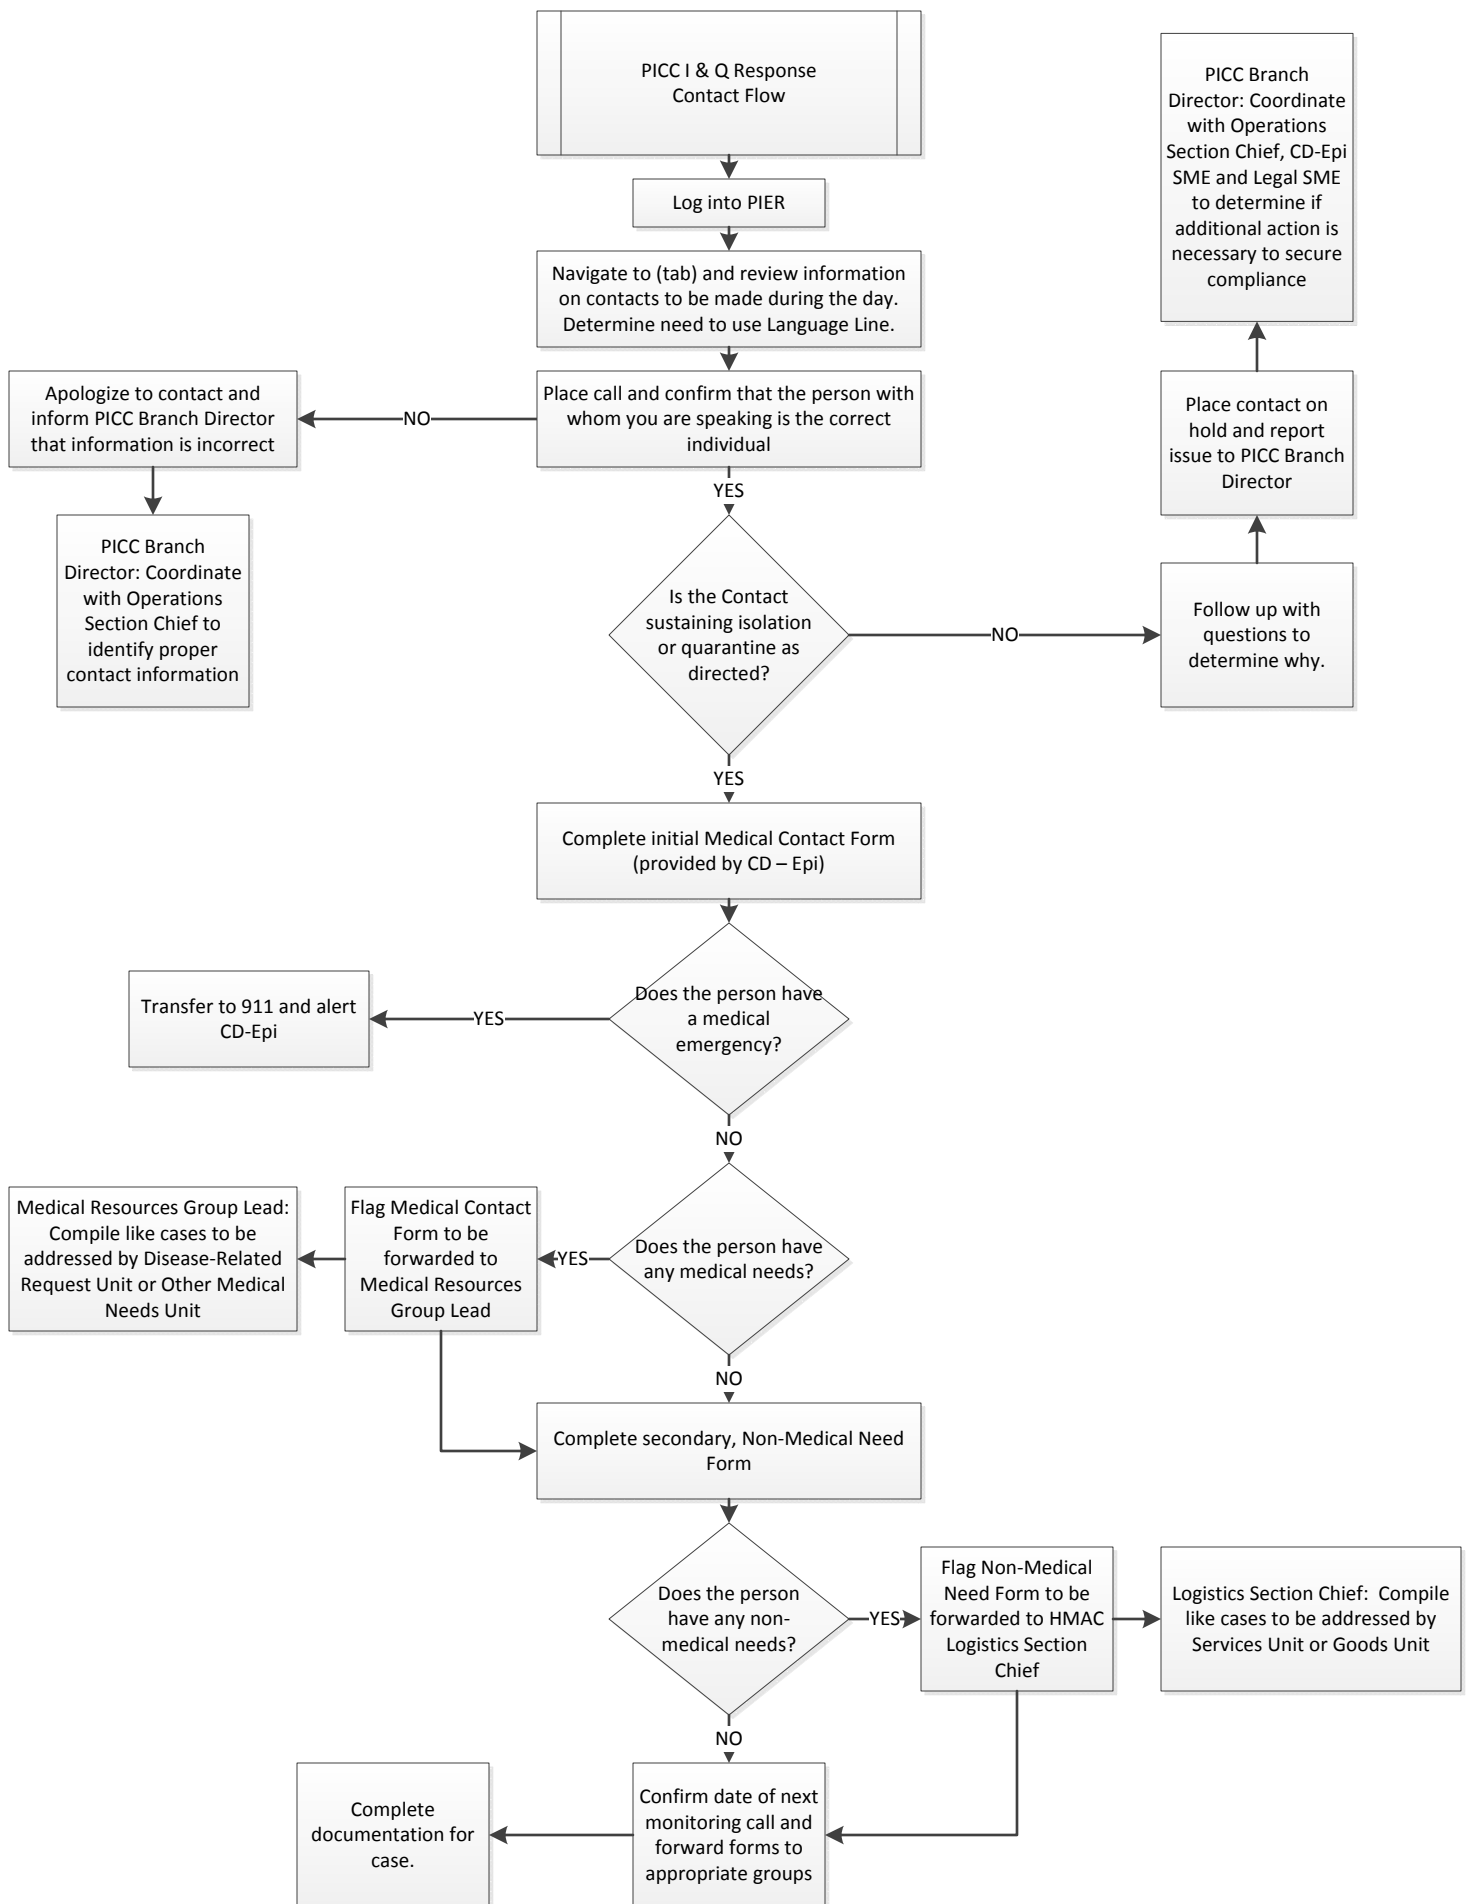 PICC I & Q Response
Contact Flow
Log into PIER
Navigate to (tab) and review information
on contacts to be made during the day.
Determine need to use Language Line.
Place call and confirm that the person with
whom you are speaking is the correct
individual
NO
Apologize to contact and
inform PICC Branch Director
that information is incorrect
PICC Branch
Director: Coordinate
with Operations
Section Chief to
identify proper
contact information
YES
Is the Contact
sustaining isolation
or quarantine as
directed?
NO
Follow up with
questions to
determine why.
Place contact on
hold and report
issue to PICC Branch
Director
PICC Branch
Director: Coordinate
with Operations
Section Chief, CD-Epi
SME and Legal SME
to determine if
additional action is
necessary to secure
compliance
YES
Complete initial Medical Contact Form
(provided by CD – Epi)
Does the person have
a medical
emergency?
YES
Transfer to 911 and alert
CD-Epi
NO
Does the person have
any medical needs?
YES
Flag Medical Contact
Form to be
forwarded to
Medical Resources
Group Lead
Medical Resources Group Lead:
Compile like cases to be
addressed by Disease-Related
Request Unit or Other Medical
Needs Unit
NO
Complete secondary, Non-Medical Need
Form
Does the person
have any non-
medical needs?
YES
Flag Non-Medical
Need Form to be
forwarded to HMAC
Logistics Section
Chief
Logistics Section Chief:  Compile
like cases to be addressed by
Services Unit or Goods Unit
NO
Confirm date of next
monitoring call and
forward forms to
appropriate groups
Complete
documentation for
case.